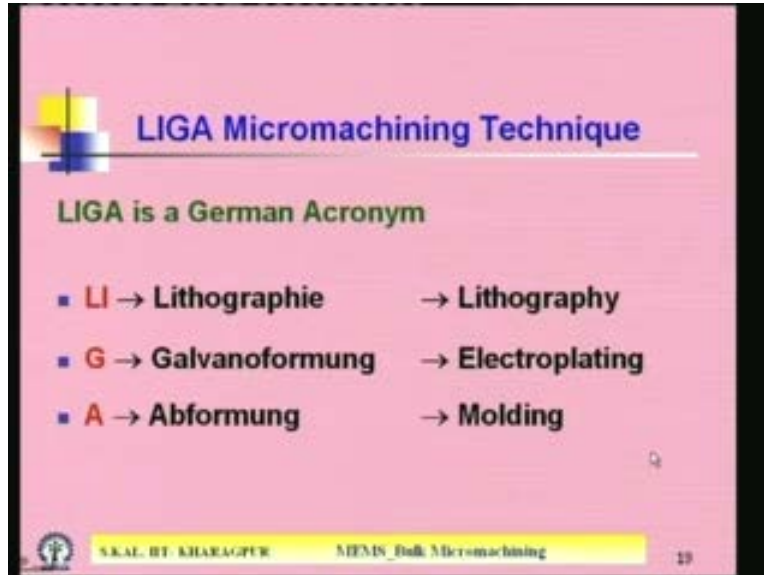 LIGA Micromachining Technique
LIGA is a German Acronym
LI → Lithographie → Lithography
G → Galvanoformung → Electroplating
A → Abformung → Molding
S.KAL, IIT- KHARAGPUR MEMS_Bulk Micromachining 19